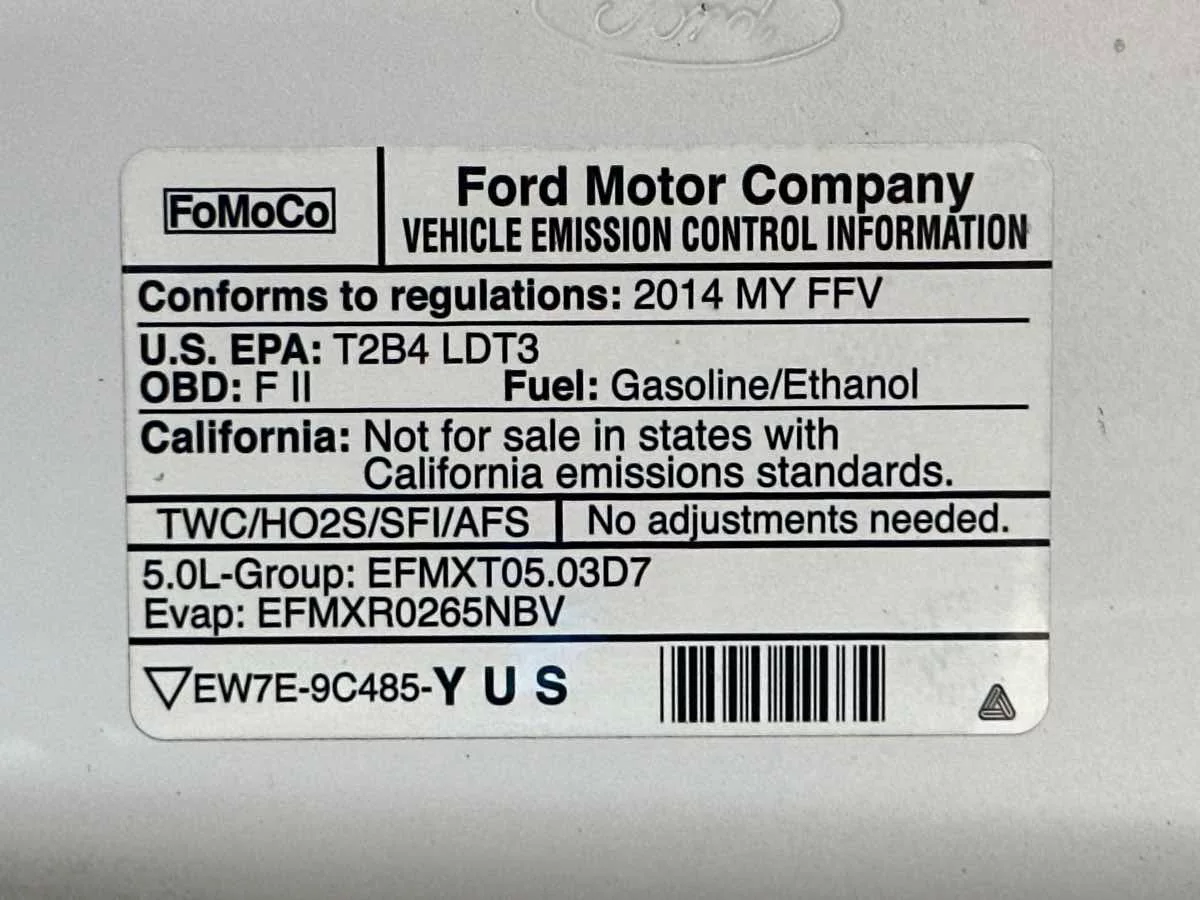 Ford
FoMoCo
Ford Motor Company
VEHICLE EMISSION CONTROL INFORMATION
Conforms to regulations: 2014 MY FFV
U.S. EPA: T2B4 LDT3
OBD: F II Fuel: Gasoline/Ethanol
California: Not for sale in states with
California emissions standards.
TWC/HO2S/SFI/AFS No adjustments needed.
5.0L-Group: EFMXT05.03D7
Evap: EFMXR0265NBV
EW7E-9C485-Y U S